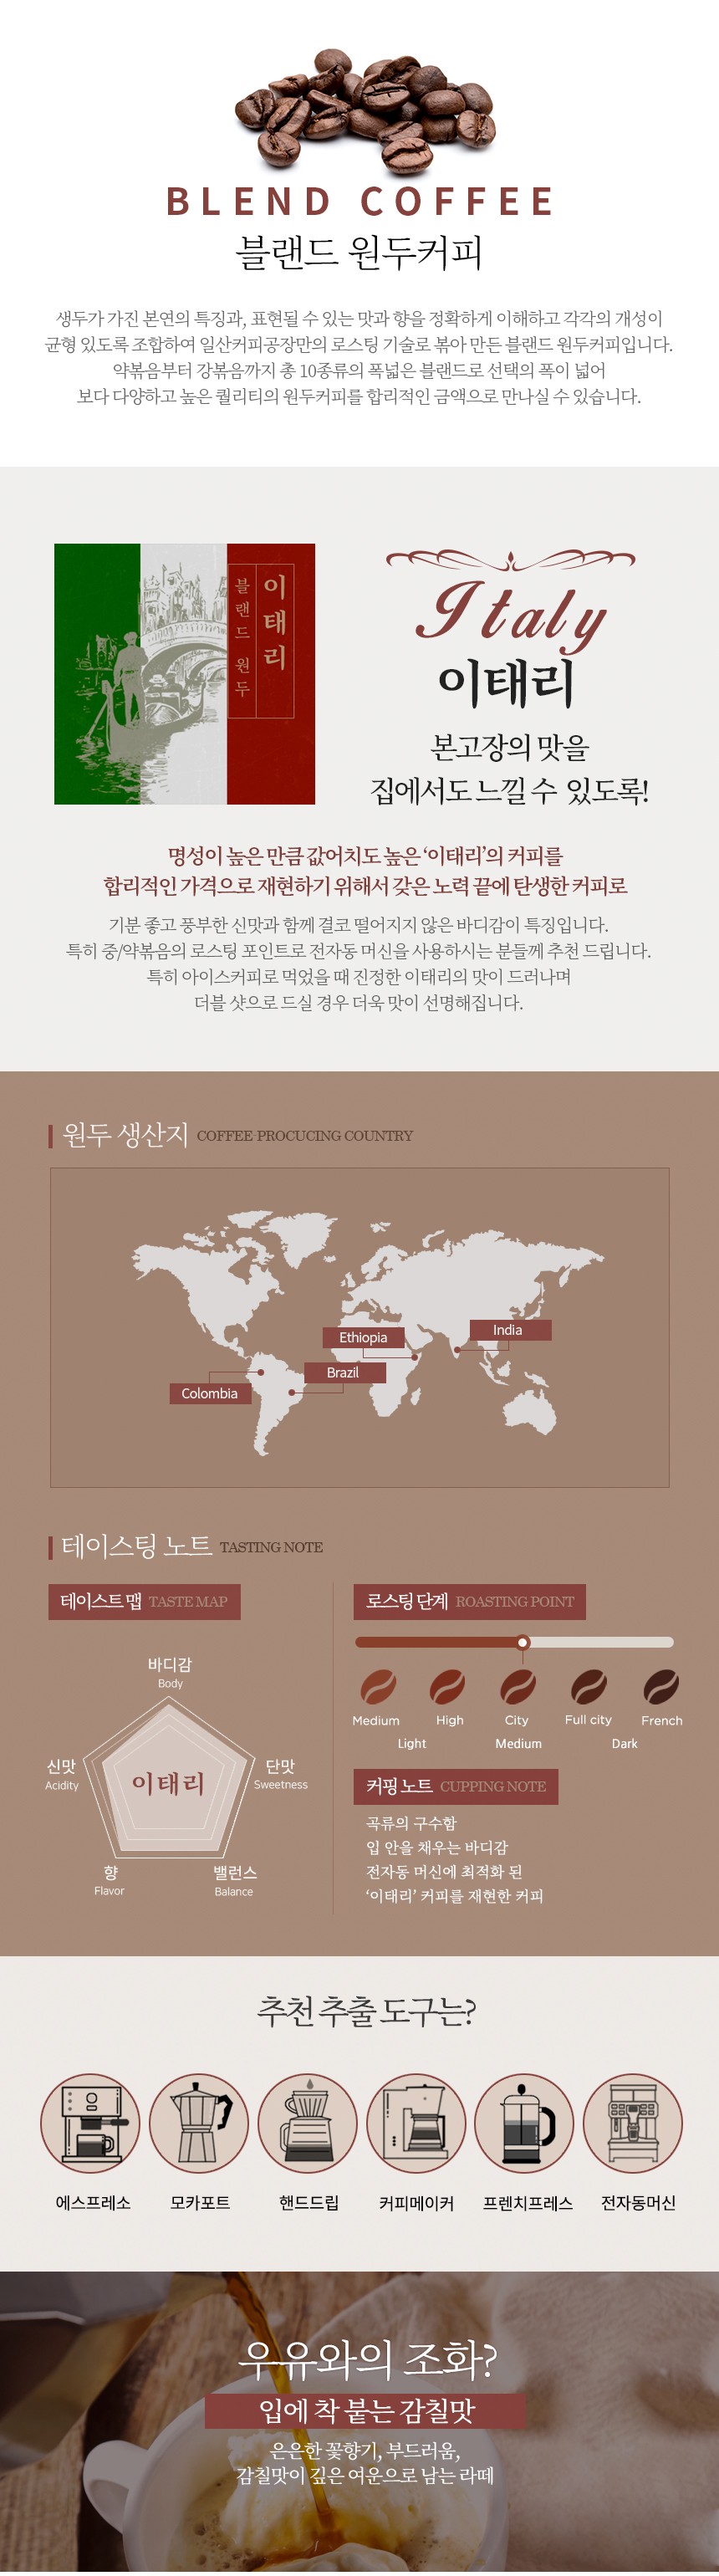 BLEND COFFEE
블랜드 원두커피
생두가 가진 본연의 특징과, 표현될 수 있는 맛과 향을 정확하게 이해하고 각각의 개성이
균형 있도록 조합하여 일산커피공장만의 로스팅 기술로 볶아 만든 블랜드 원두커피입니다.
약볶음부터 강볶음까지 총 10종류의 폭넓은 블랜드로 선택의 폭이 넓어
보다 다양하고 높은 퀄리티의 원두커피를 합리적인 금액으로 만나실 수 있습니다.
이태리
블랜드 원두
Italy
이태리
본고장의 맛을
집에서도 느낄 수 있도록!
명성이 높은 만큼 값어치도 높은 ‘이태리’의 커피를
합리적인 가격으로 재현하기 위해서 갖은 노력 끝에 탄생한 커피로
기분 좋고 풍부한 신맛과 함께 결코 떨어지지 않은 바디감이 특징입니다.
특히 중/약볶음의 로스팅 포인트로 전자동 머신을 사용하시는 분들께 추천 드립니다.
특히 아이스커피로 먹었을 때 진정한 이태리의 맛이 드러나며
더블 샷으로 드실 경우 더욱 맛이 선명해집니다.
원두 생산지 COFFEE-PROCUCING COUNTRY
India
Ethiopia
Brazil
Colombia
테이스팅 노트 TASTING NOTE
테이스트 맵 TASTE MAP
바디감
Body
신맛
Acidity
단맛
Sweetness
이태리
향
Flavor
밸런스
Balance
로스팅 단계 ROASTING POINT
Medium High City Full city French
Light Medium Dark
커핑 노트 CUPPING NOTE
곡류의 구수함
입 안을 채우는 바디감
전자동 머신에 최적화 된
‘이태리’ 커피를 재현한 커피
추천 추출 도구는?
에스프레소 모카포트 핸드드립 커피메이커 프렌치프레스 전자동머신
우유와의 조화?
입에 착 붙는 감칠맛
은은한 꽃향기, 부드러움,
감칠맛이 깊은 여운으로 남는 라떼